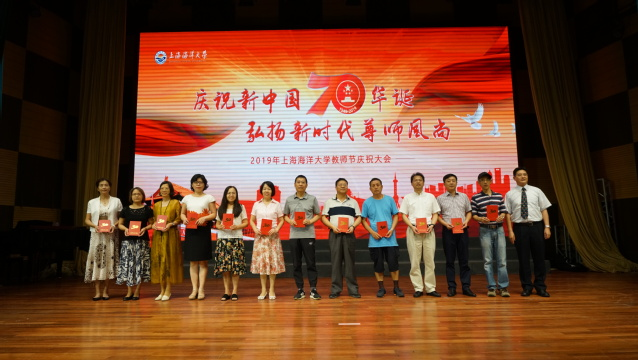 上海海洋大学
庆祝新中国70华诞
弘扬新时代尊师风尚
2019年上海海洋大学教师节庆祝大会